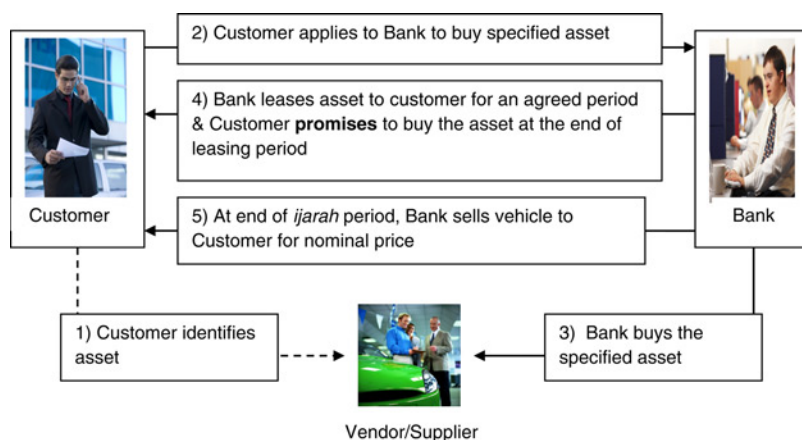 2) Customer applies to Bank to buy specified asset
4) Bank leases asset to customer for an agreed period
& Customer promises to buy the asset at the end of
leasing period
Customer
Bank
5) At end of ijarah period, Bank sells vehicle to
Customer for nominal price
1) Customer identifies
asset
3) Bank buys the
specified asset
Vendor/Supplier